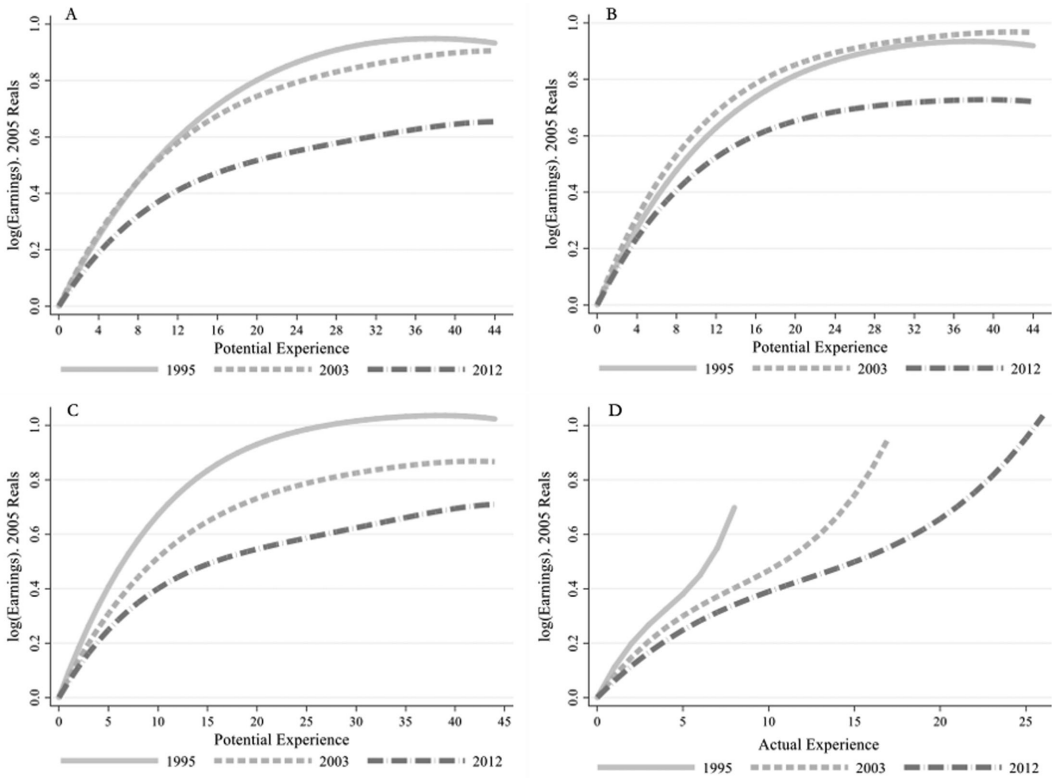 A
log(Earnings). 2005 Reals
0.0 0.2 0.4 0.6 0.8 1.0
0 4 8 12 16 20 24 28 32 36 40 44
Potential Experience
1995 2003 2012
B
log(Earnings). 2005 Reals
0.0 0.2 0.4 0.6 0.8 1.0
0 4 8 12 16 20 24 28 32 36 40 44
Potential Experience
1995 2003 2012
C
log(Earnings). 2005 Reals
0.0 0.2 0.4 0.6 0.8 1.0
0 5 10 15 20 25 30 35 40 45
Potential Experience
1995 2003 2012
D
log(Earnings). 2005 Reals
0.0 0.2 0.4 0.6 0.8 1.0
0 5 10 15 20 25
Actual Experience
1995 2003 2012